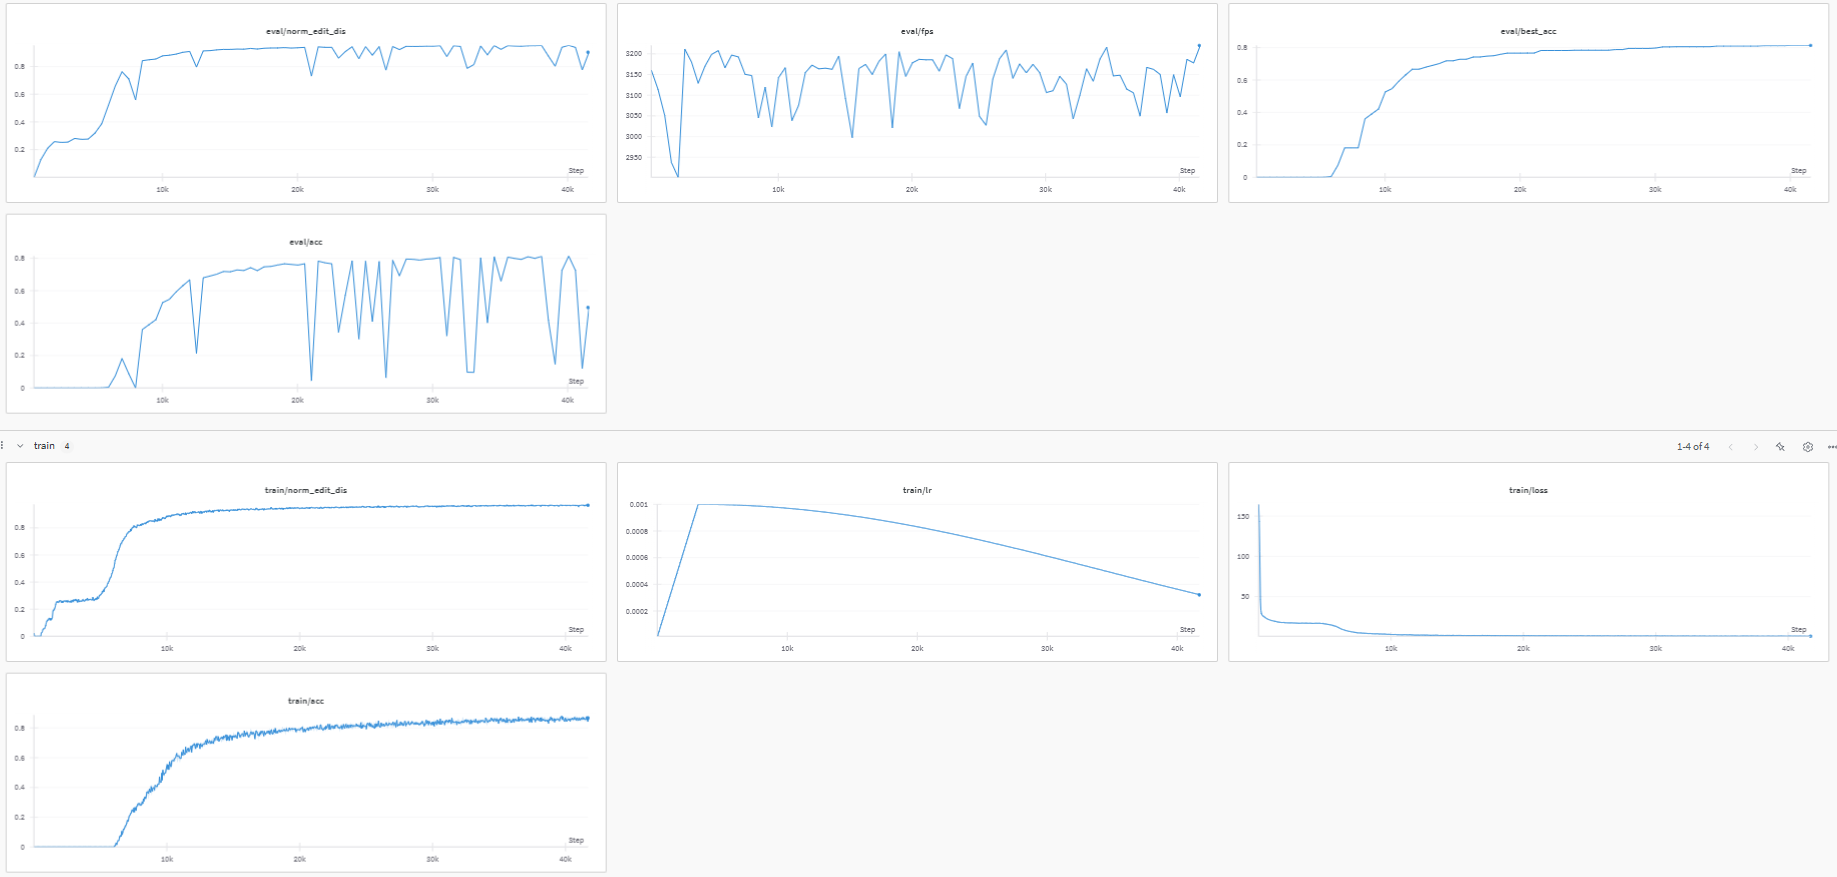 eval/norm_edit_dis
0.8
0.6
0.4
0.2
Step
10k 20k 30k 40k
eval/fps
3200
3150
3100
3050
3000
2950
Step
10k 20k 30k 40k
eval/best_acc
0.8
0.6
0.4
0.2
0
Step
10k 20k 30k 40k
eval/acc
0.8
0.6
0.4
0.2
0
Step
10k 20k 30k 40k
train 4
1-4 of 4
train/norm_edit_dis
0.8
0.6
0.4
0.2
0
Step
10k 20k 30k 40k
train/lr
0.001
0.0008
0.0006
0.0004
0.0002
Step
10k 20k 30k 40k
train/loss
150
100
50
Step
10k 20k 30k 40k
train/acc
0.8
0.6
0.4
0.2
0
Step
10k 20k 30k 40k